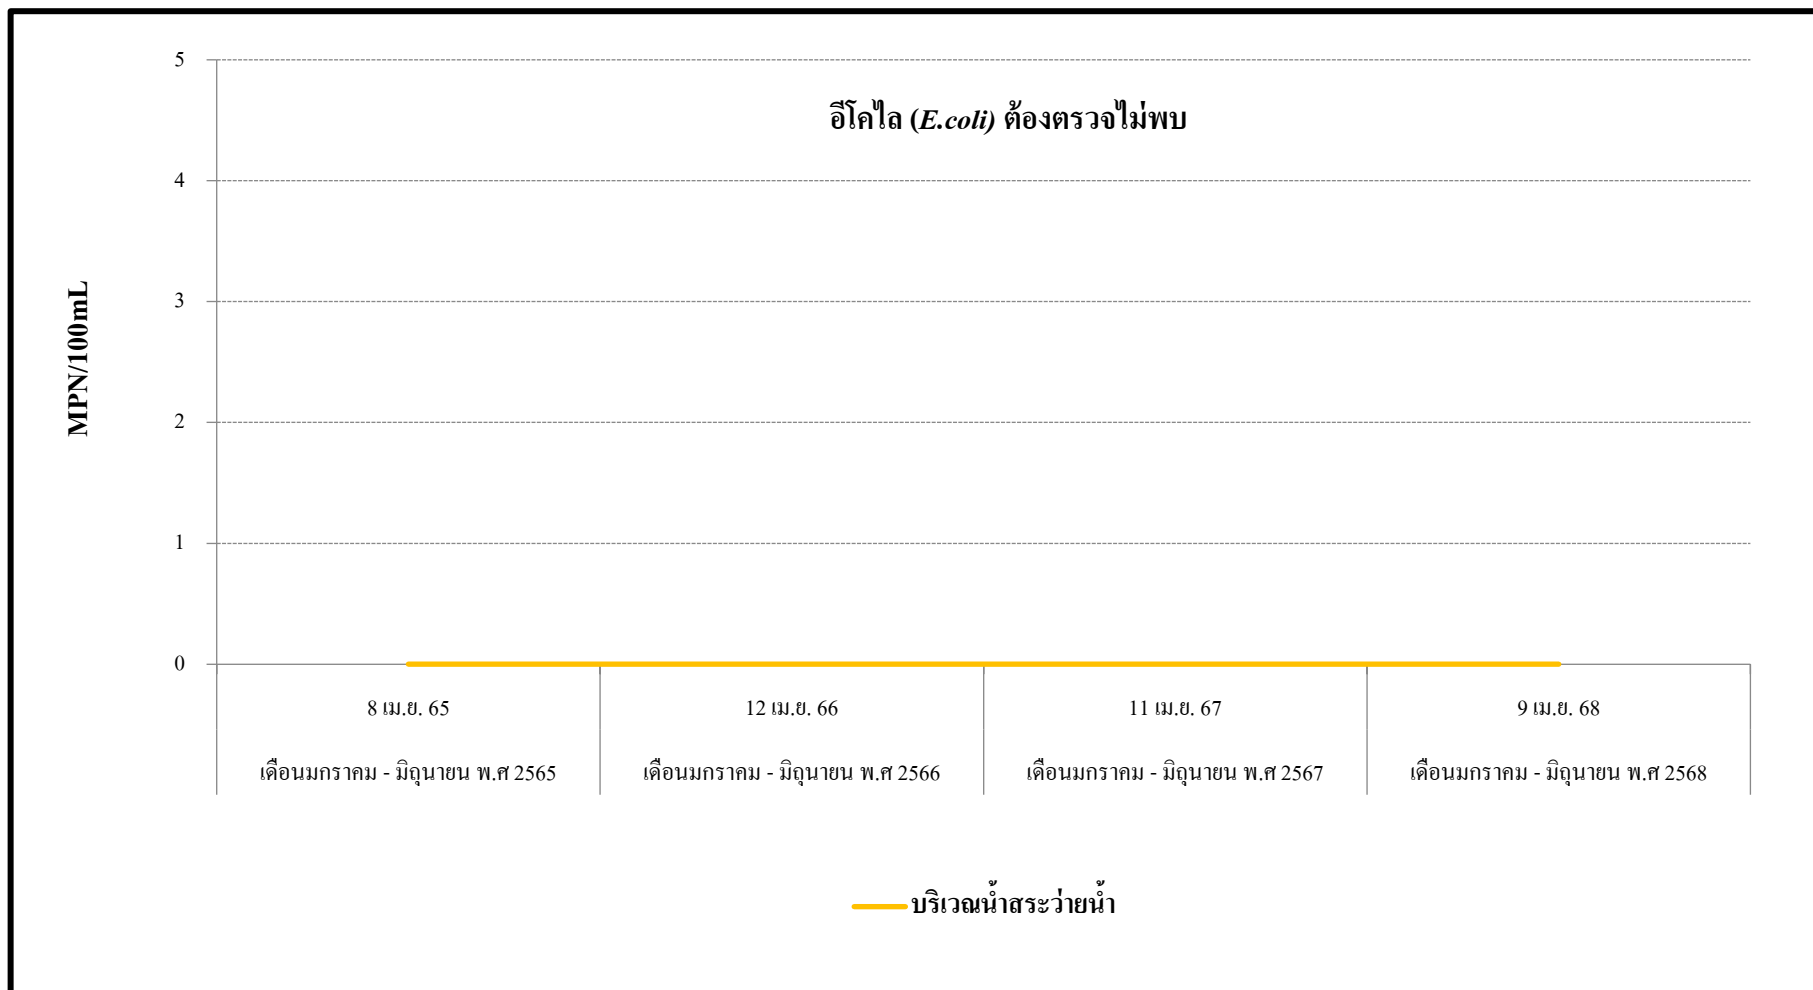 อีโคไล (E.coli) ต้องตรวจไม่พบ
MPN/100mL
5
4
3
2
1
0
8 เม.ย. 65 12 เม.ย. 66 11 เม.ย. 67 9 เม.ย. 68
เดือนมกราคม - มิถุนายน พ.ศ 2565 เดือนมกราคม - มิถุนายน พ.ศ 2566 เดือนมกราคม - มิถุนายน พ.ศ 2567 เดือนมกราคม - มิถุนายน พ.ศ 2568
บริเวณน้ำสระว่ายน้ำ